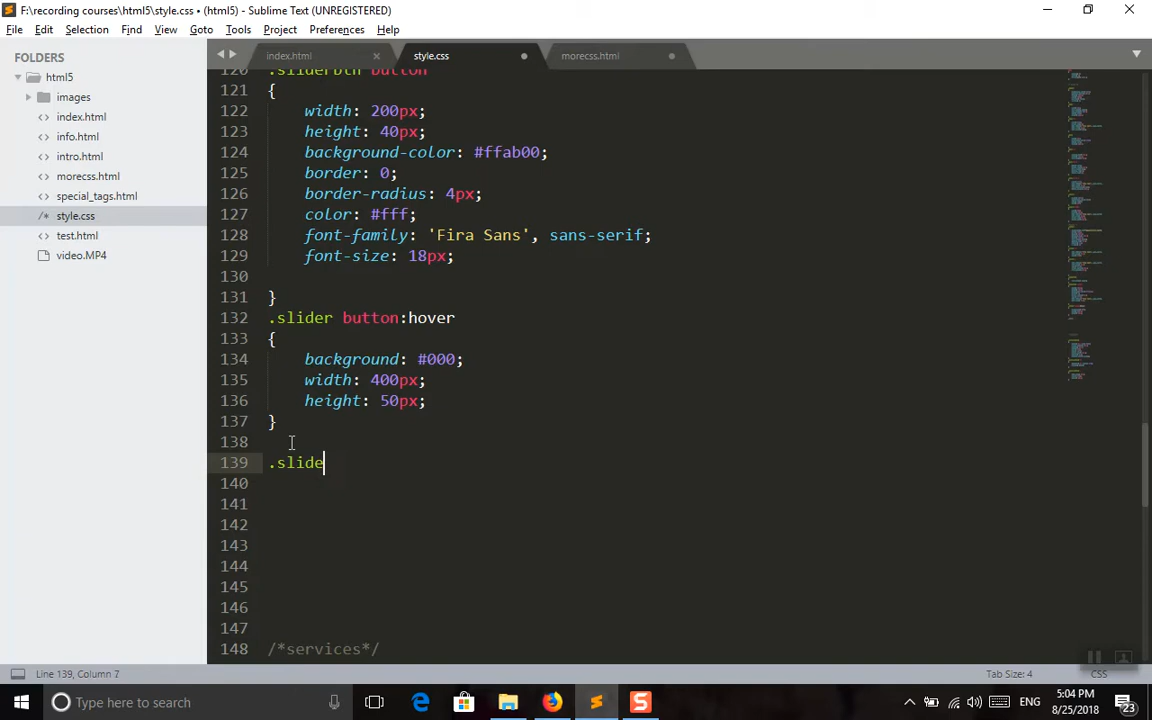 F:\recording courses\html5\style.css • (html5) - Sublime Text (UNREGISTERED)
File Edit Selection Find View Goto Tools Project Preferences Help
FOLDERS
html5
images
index.html
info.html
intro.html
morecss.html
special_tags.html
/* style.css
test.html
video.MP4
index.html
style.css
morecss.html
120 .sliderbtn button
121 {
122 width: 200px;
123 height: 40px;
124 background-color: #ffab00;
125 border: 0;
126 border-radius: 4px;
127 color: #fff;
128 font-family: 'Fira Sans', sans-serif;
129 font-size: 18px;
130
131 }
132 .slider button:hover
133 {
134 background: #000;
135 width: 400px;
136 height: 50px;
137 }
138
139 .slide
140
141
142
143
144
145
146
147
148 /*services*/
Line 139, Column 7
Tab Size: 4
CSS
Type here to search
ENG
5:04 PM
8/25/2018
23